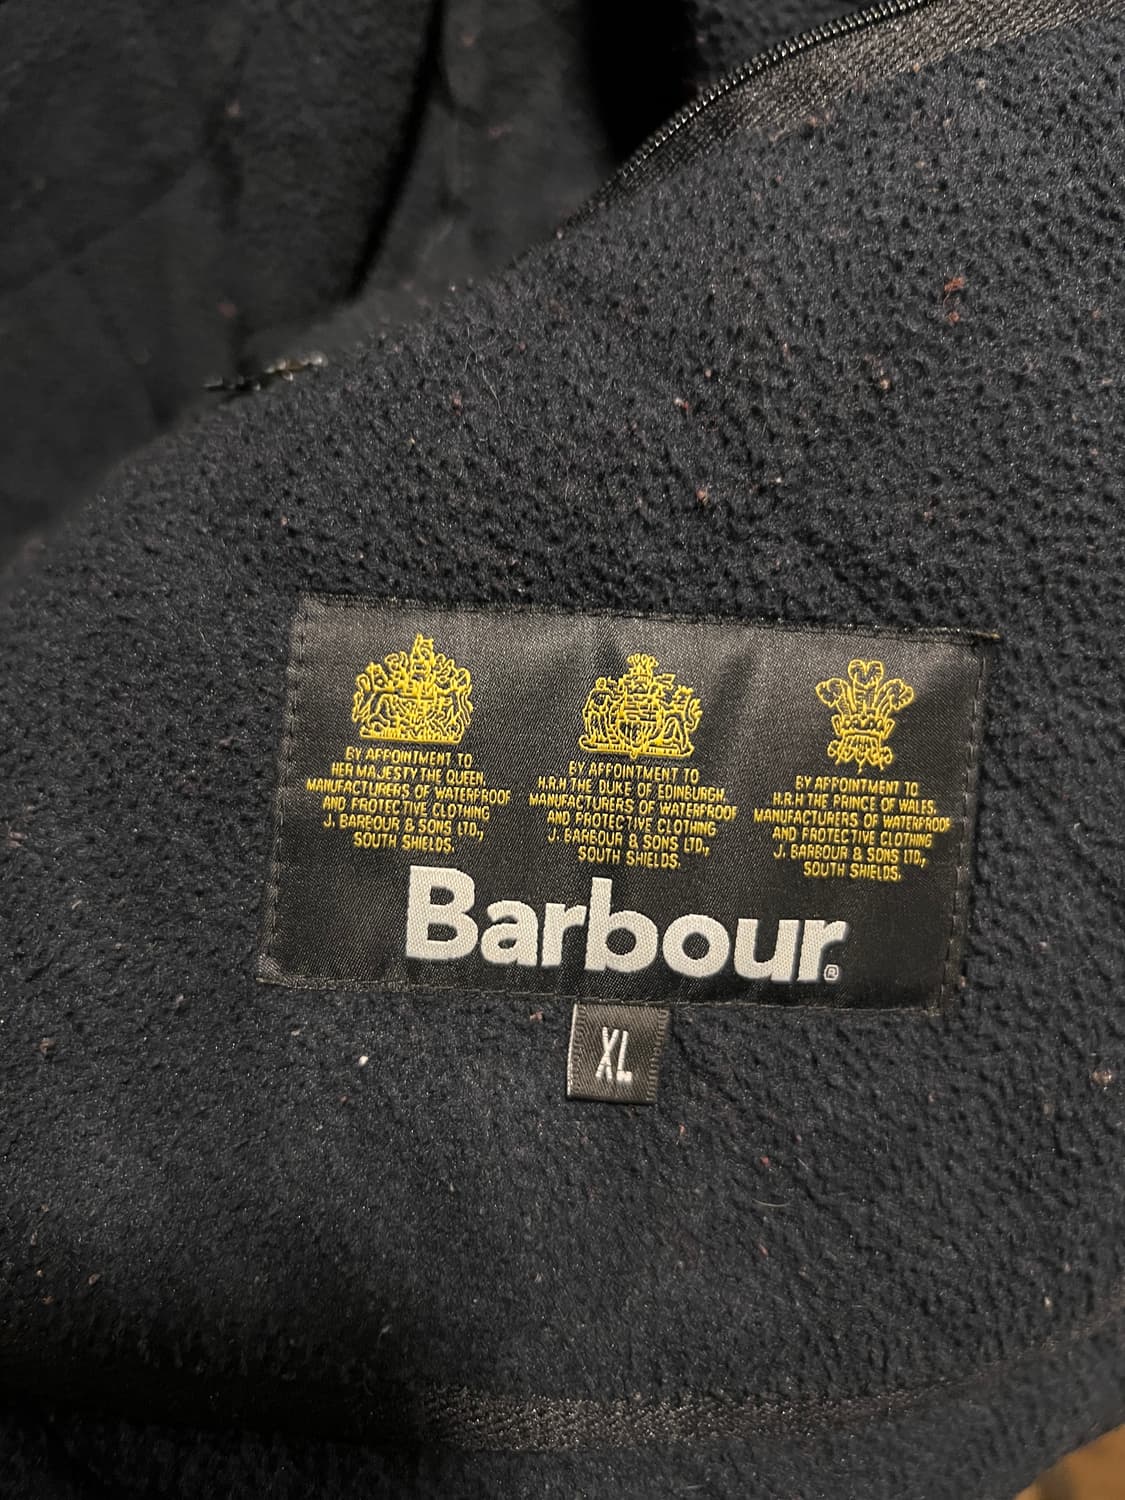 BY APPOINTMENT TO
HER MAJESTY THE QUEEN,
MANUFACTURERS OF WATERPROOF
AND PROTECTIVE CLOTHING
J. BARBOUR & SONS LTD.,
SOUTH SHIELDS.
BY APPOINTMENT TO
H.R.H THE DUKE OF EDINBURGH,
MANUFACTURERS OF WATERPROOF
AND PROTECTIVE CLOTHING
J. BARBOUR & SONS LTD.,
SOUTH SHIELDS.
BY APPOINTMENT TO
H.R.H THE PRINCE OF WALES,
MANUFACTURERS OF WATERPROOF
AND PROTECTIVE CLOTHING
J. BARBOUR & SONS LTD.,
SOUTH SHIELDS.
Barbour®
XL